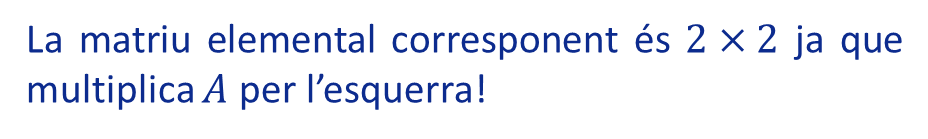 La matriu elemental corresponent és 2 × 2 ja que
multiplica A per l’esquerra!